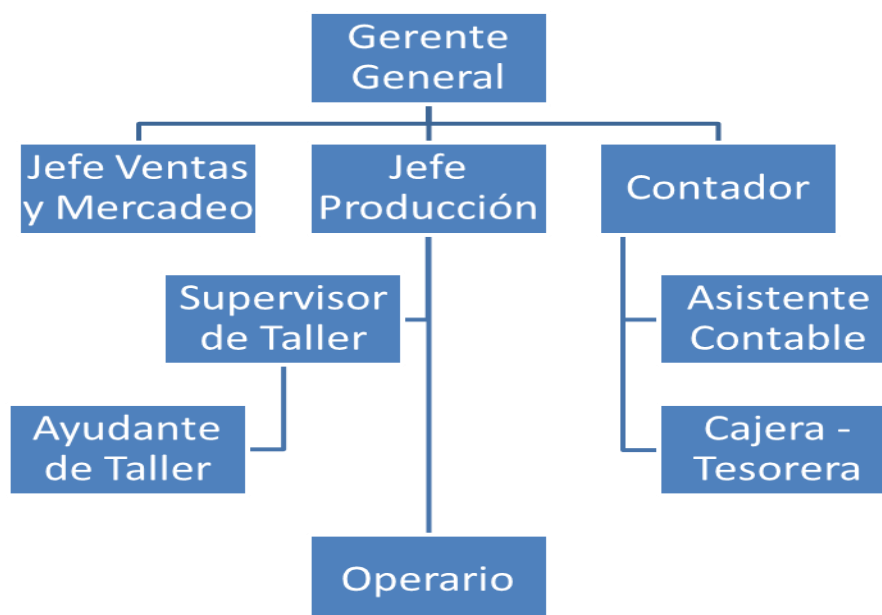 Gerente
General
Jefe Ventas
y Mercadeo
Jefe
Producción
Contador
Supervisor
de Taller
Asistente
Contable
Ayudante
de Taller
Cajera -
Tesorera
Operario